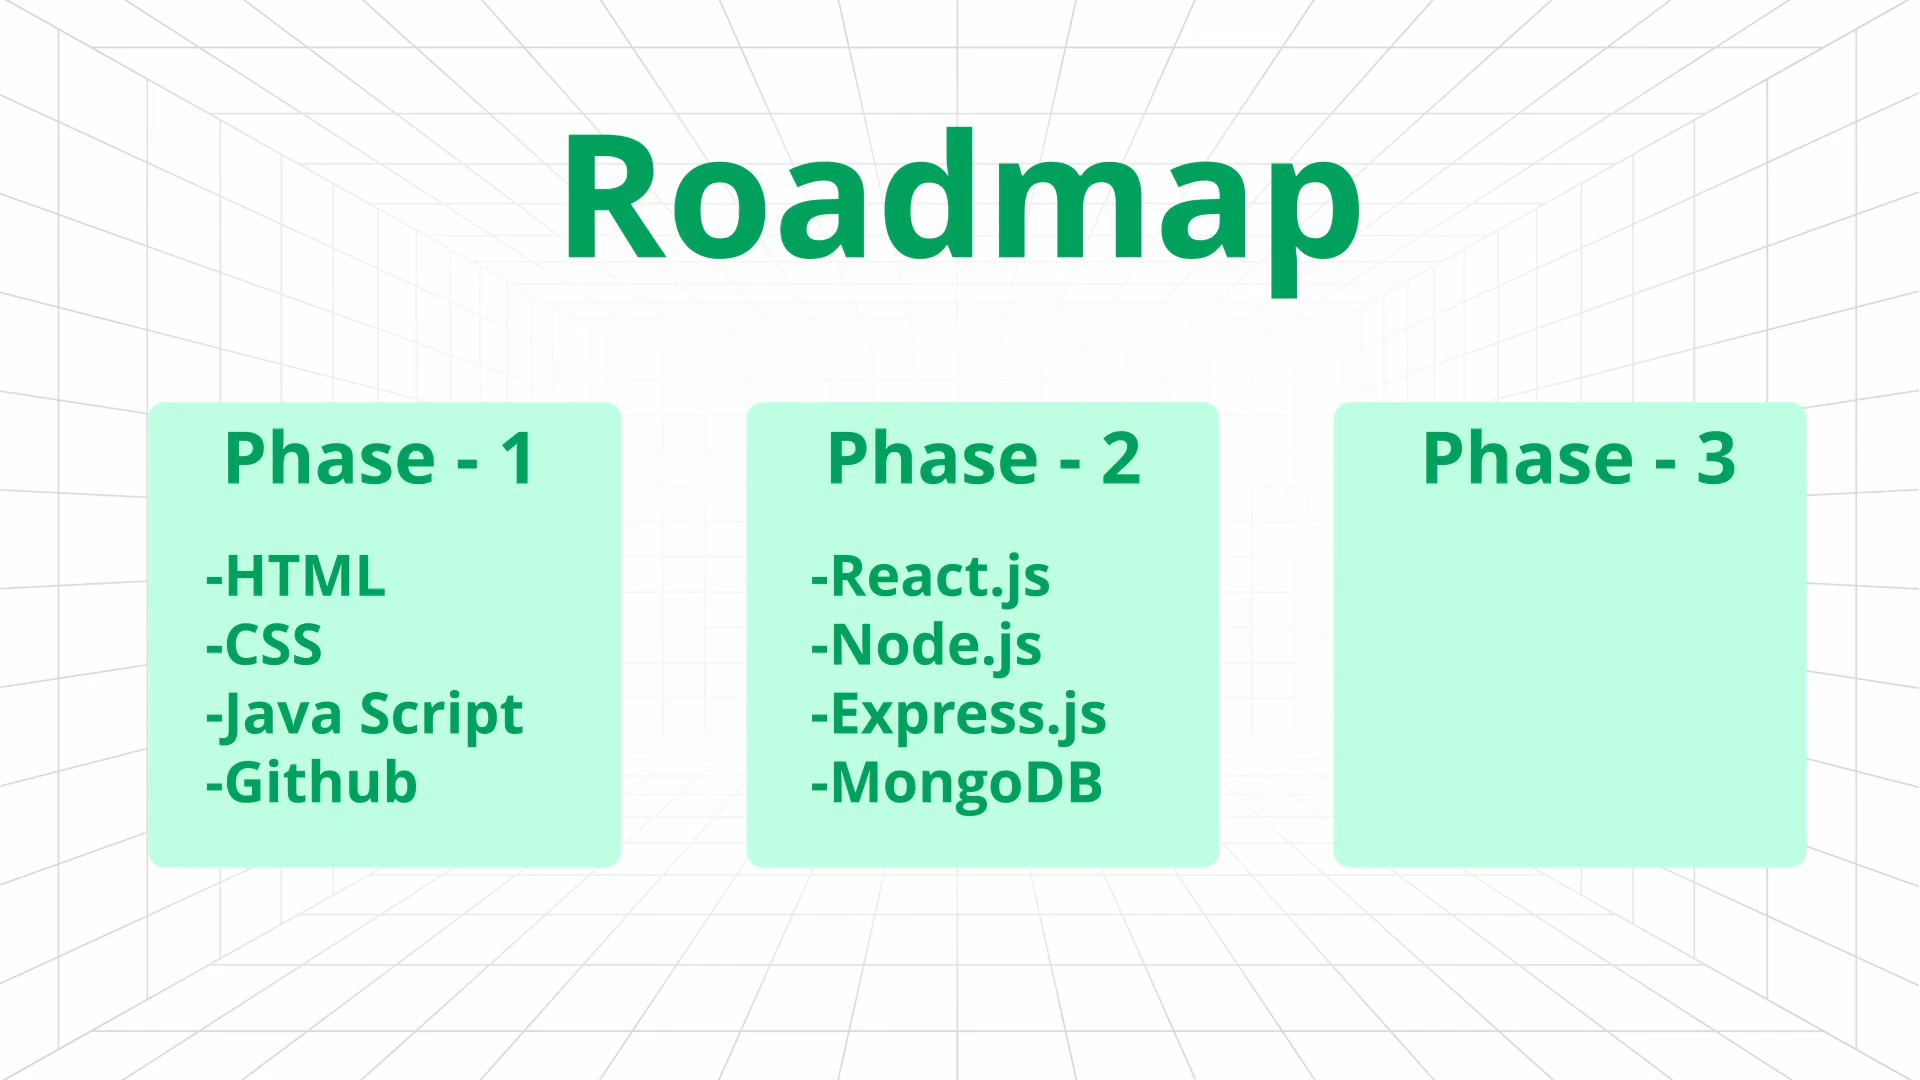 Roadmap
Phase - 1
-HTML
-CSS
-Java Script
-Github
Phase - 2
-React.js
-Node.js
-Express.js
-MongoDB
Phase - 3